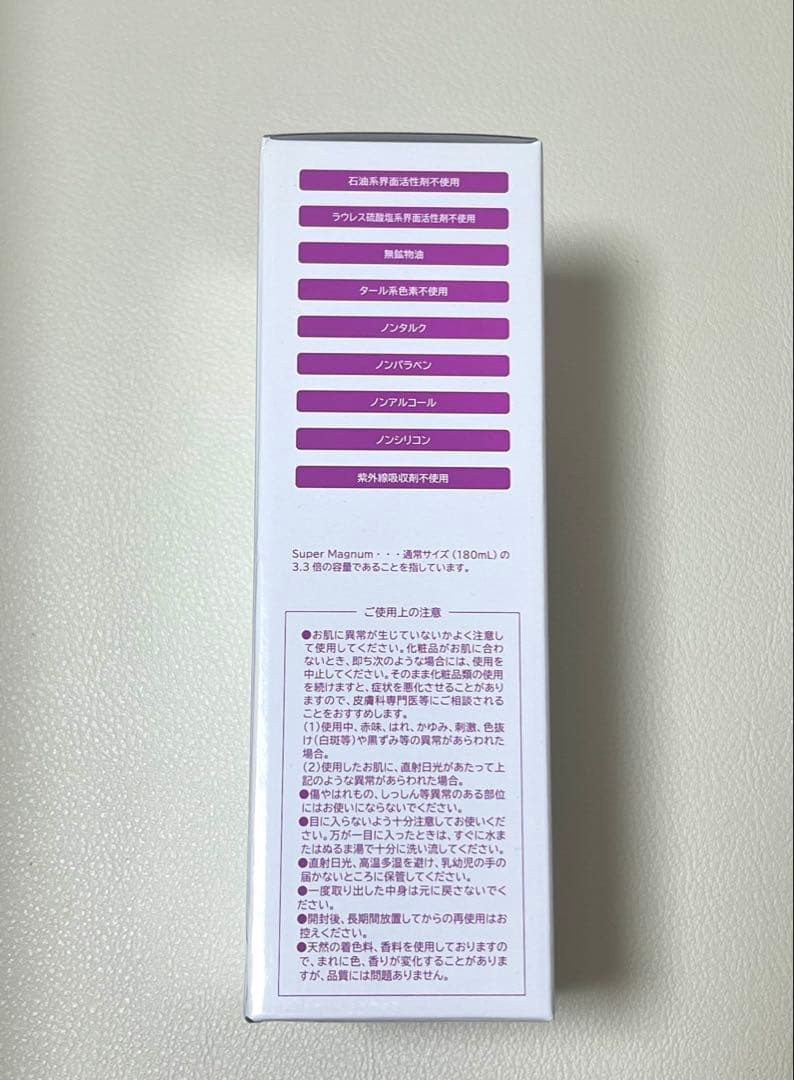 石油系界面活性剤不使用
ラウレス硫酸塩系界面活性剤不使用
無鉱物油
タール系色素不使用
ノンタルク
ノンパラベン
ノンアルコール
ノンシリコン
紫外線吸収剤不使用
Super Magnum・・・通常サイズ(180mL)の
3.3倍の容量であることを指しています。
ご使用上の注意
●お肌に異常が生じていないかよく注意し
て使用してください。化粧品がお肌に合わ
ないとき、即ち次のような場合には、使用を
中止してください。そのまま化粧品類の使用
を続けますと、症状を悪化させることがあり
ますので、皮膚科専門医等にご相談される
ことをおすすめします。
(1)使用中、赤味、はれ、かゆみ、刺激、色抜
け(白斑等)や黒ずみ等の異常があらわれた
場合。
(2)使用したお肌に、直射日光があたって上
記のような異常があらわれた場合。
●傷やはれもの、しっしん等異常のある部位
にはお使いにならないでください。
●目に入らないよう十分注意してお使いくだ
さい。万が一目に入ったときは、すぐに水ま
たはぬるま湯で十分に洗い流してください。
●直射日光、高温多湿を避け、乳幼児の手の
届かないところに保管してください。
●一度取り出した中身は元に戻さないでく
ださい。
●開封後、長期間放置してからの再使用はお
控えください。
●天然の着色料、香料を使用しておりますの
で、まれに色、香りが変化することがありま
すが、品質には問題ありません。